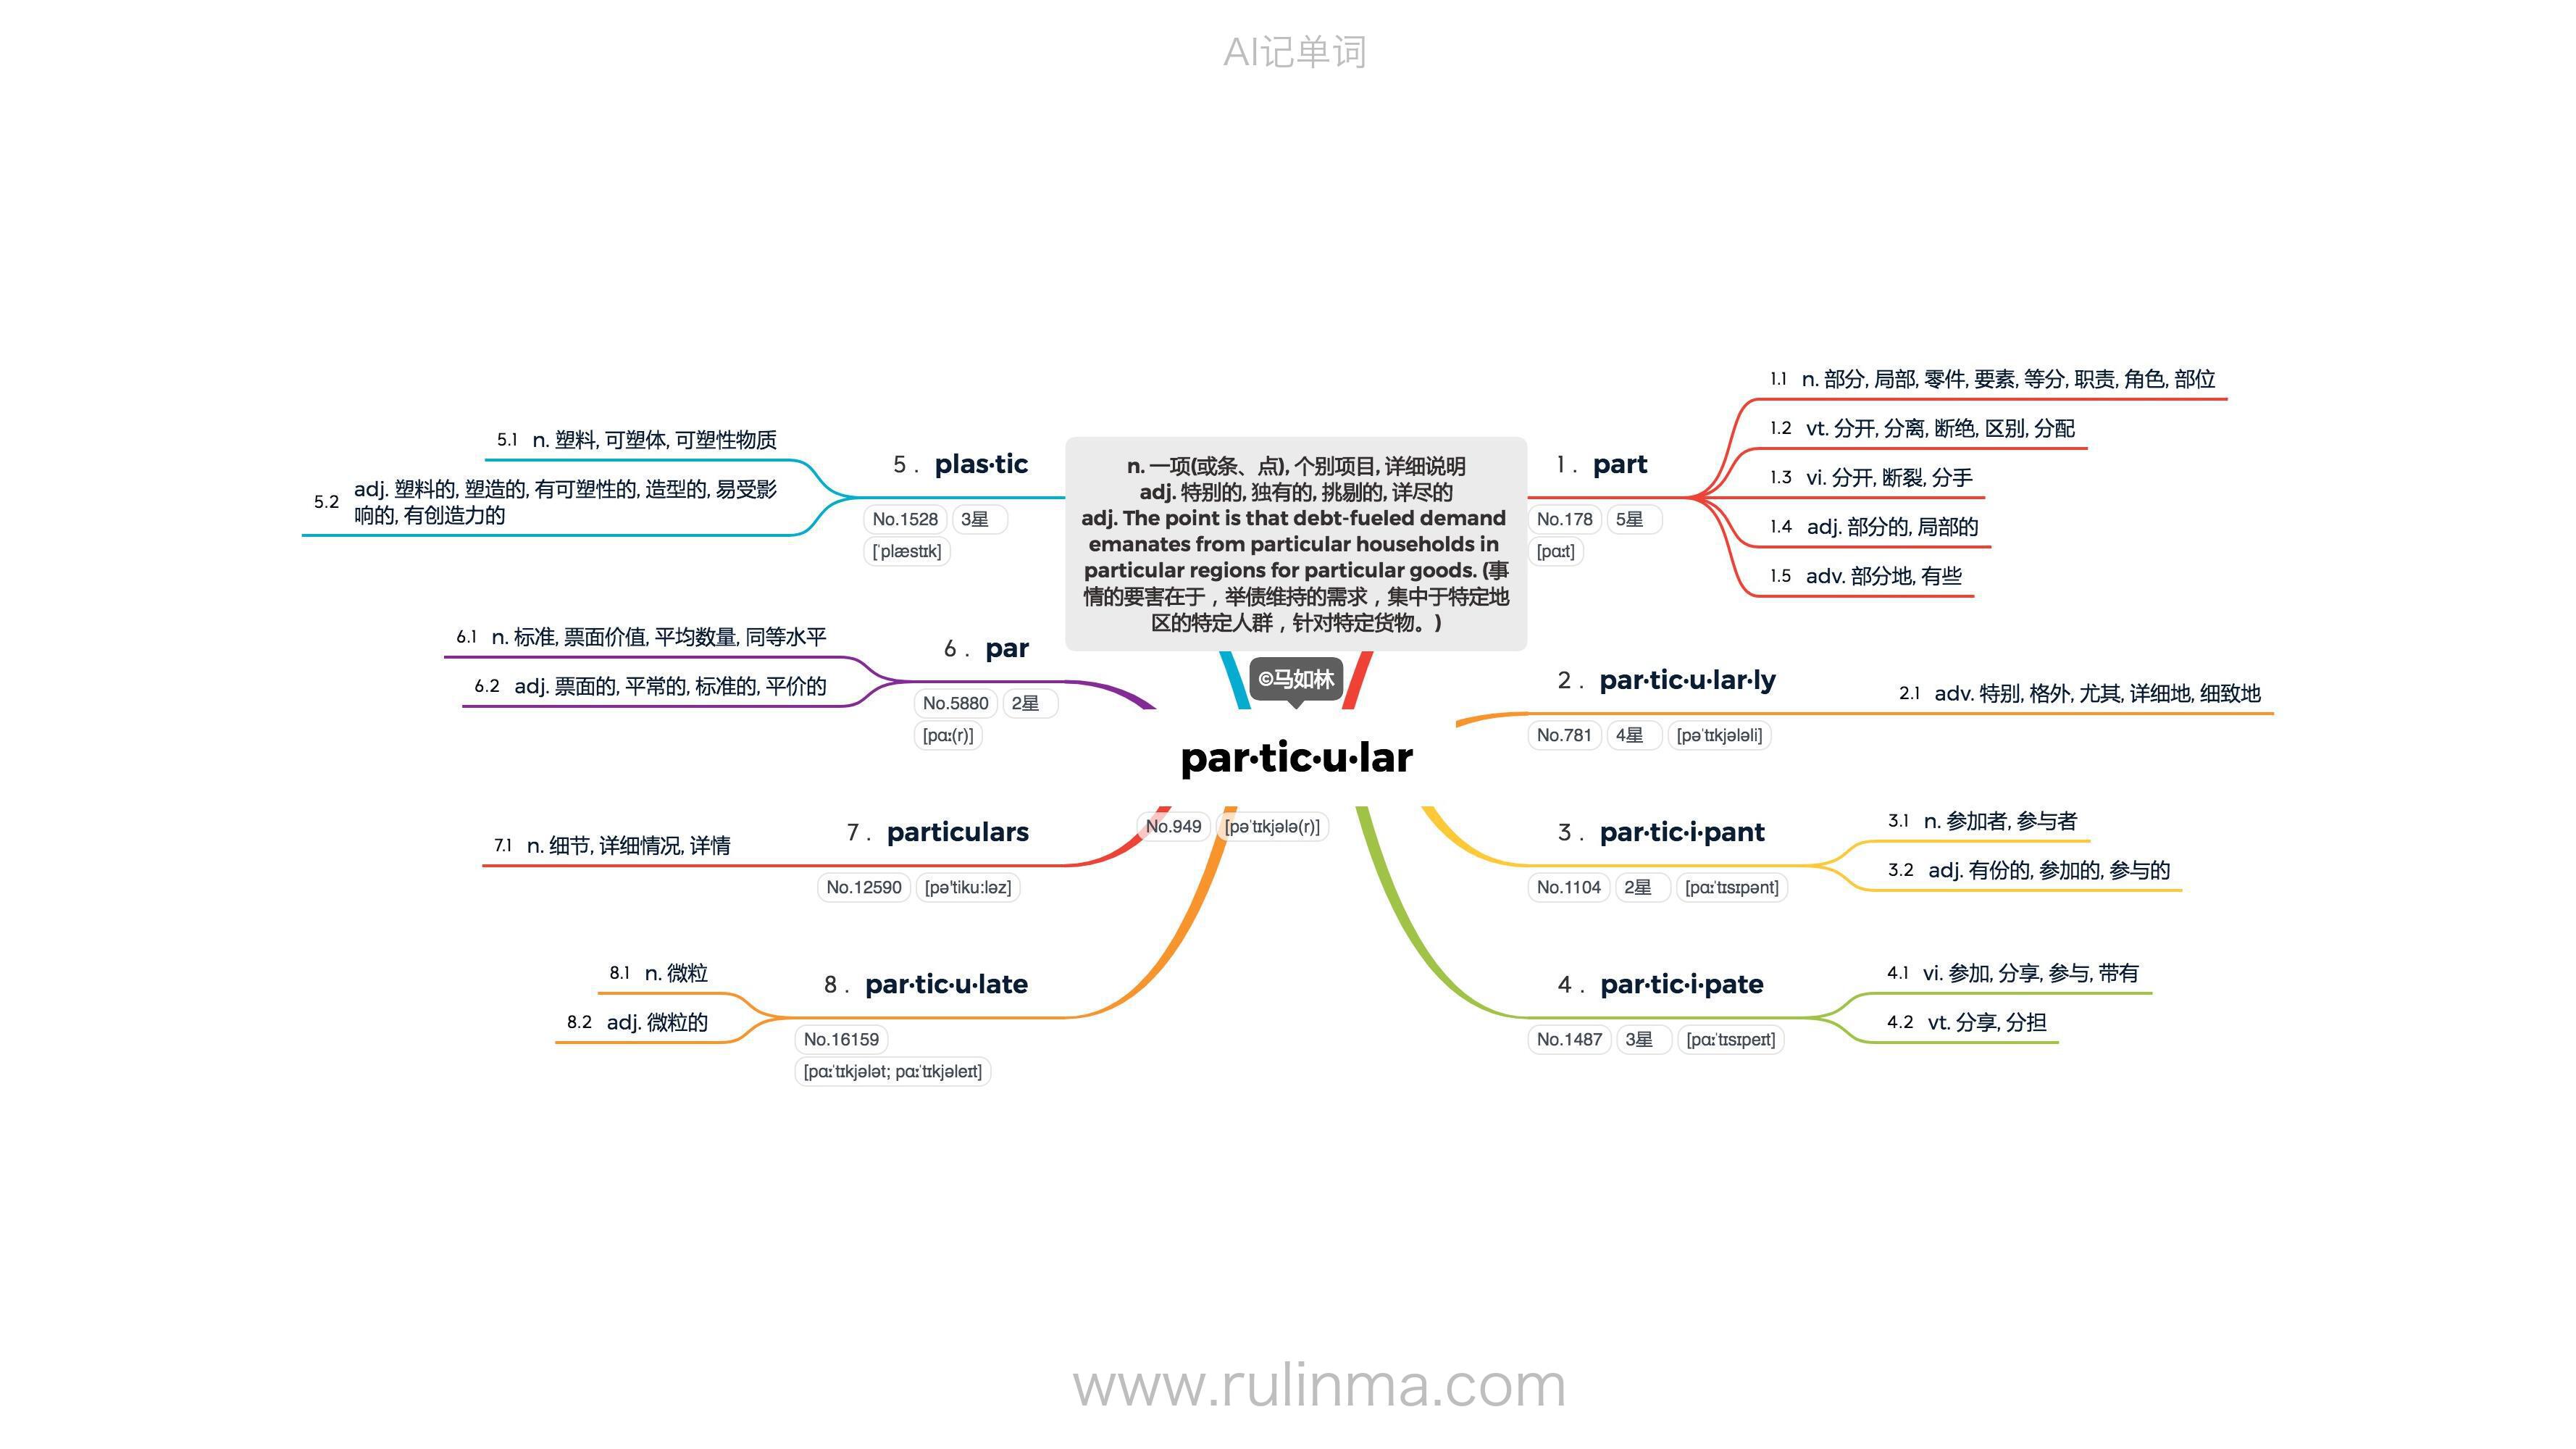 AI记单词
n. 一项(或条、点), 个别项目, 详细说明
adj. 特别的, 独有的, 挑剔的, 详尽的
adj. The point is that debt-fueled demand
emanates from particular households in
particular regions for particular goods. (事
情的要害在于，举债维持的需求，集中于特定地
区的特定人群，针对特定货物。)
©马如林
par·tic·u·lar
No.949 [pəˈtɪkjələ(r)]
1 . part
No.178 5星
[pɑːt]
1.1 n. 部分, 局部, 零件, 要素, 等分, 职责, 角色, 部位
1.2 vt. 分开, 分离, 断绝, 区别, 分配
1.3 vi. 分开, 断裂, 分手
1.4 adj. 部分的, 局部的
1.5 adv. 部分地, 有些
2 . par·tic·u·lar·ly
No.781 4星 [pəˈtɪkjələli]
2.1 adv. 特别, 格外, 尤其, 详细地, 细致地
3 . par·tic·i·pant
No.1104 2星 [pɑːˈtɪsɪpənt]
3.1 n. 参加者, 参与者
3.2 adj. 有份的, 参加的, 参与的
4 . par·tic·i·pate
No.1487 3星 [pɑːˈtɪsɪpeɪt]
4.1 vi. 参加, 分享, 参与, 带有
4.2 vt. 分享, 分担
5 . plas·tic
No.1528 3星
[ˈplæstɪk]
5.1 n. 塑料, 可塑体, 可塑性物质
5.2 adj. 塑料的, 塑造的, 有可塑性的, 造型的, 易受影
响的, 有创造力的
6 . par
No.5880 2星
[pɑː(r)]
6.1 n. 标准, 票面价值, 平均数量, 同等水平
6.2 adj. 票面的, 平常的, 标准的, 平价的
7 . particulars
No.12590 [pə'tiku:ləz]
7.1 n. 细节, 详细情况, 详情
8 . par·tic·u·late
No.16159
[pɑːˈtɪkjələt; pɑːˈtɪkjəleɪt]
8.1 n. 微粒
8.2 adj. 微粒的
www.rulinma.com